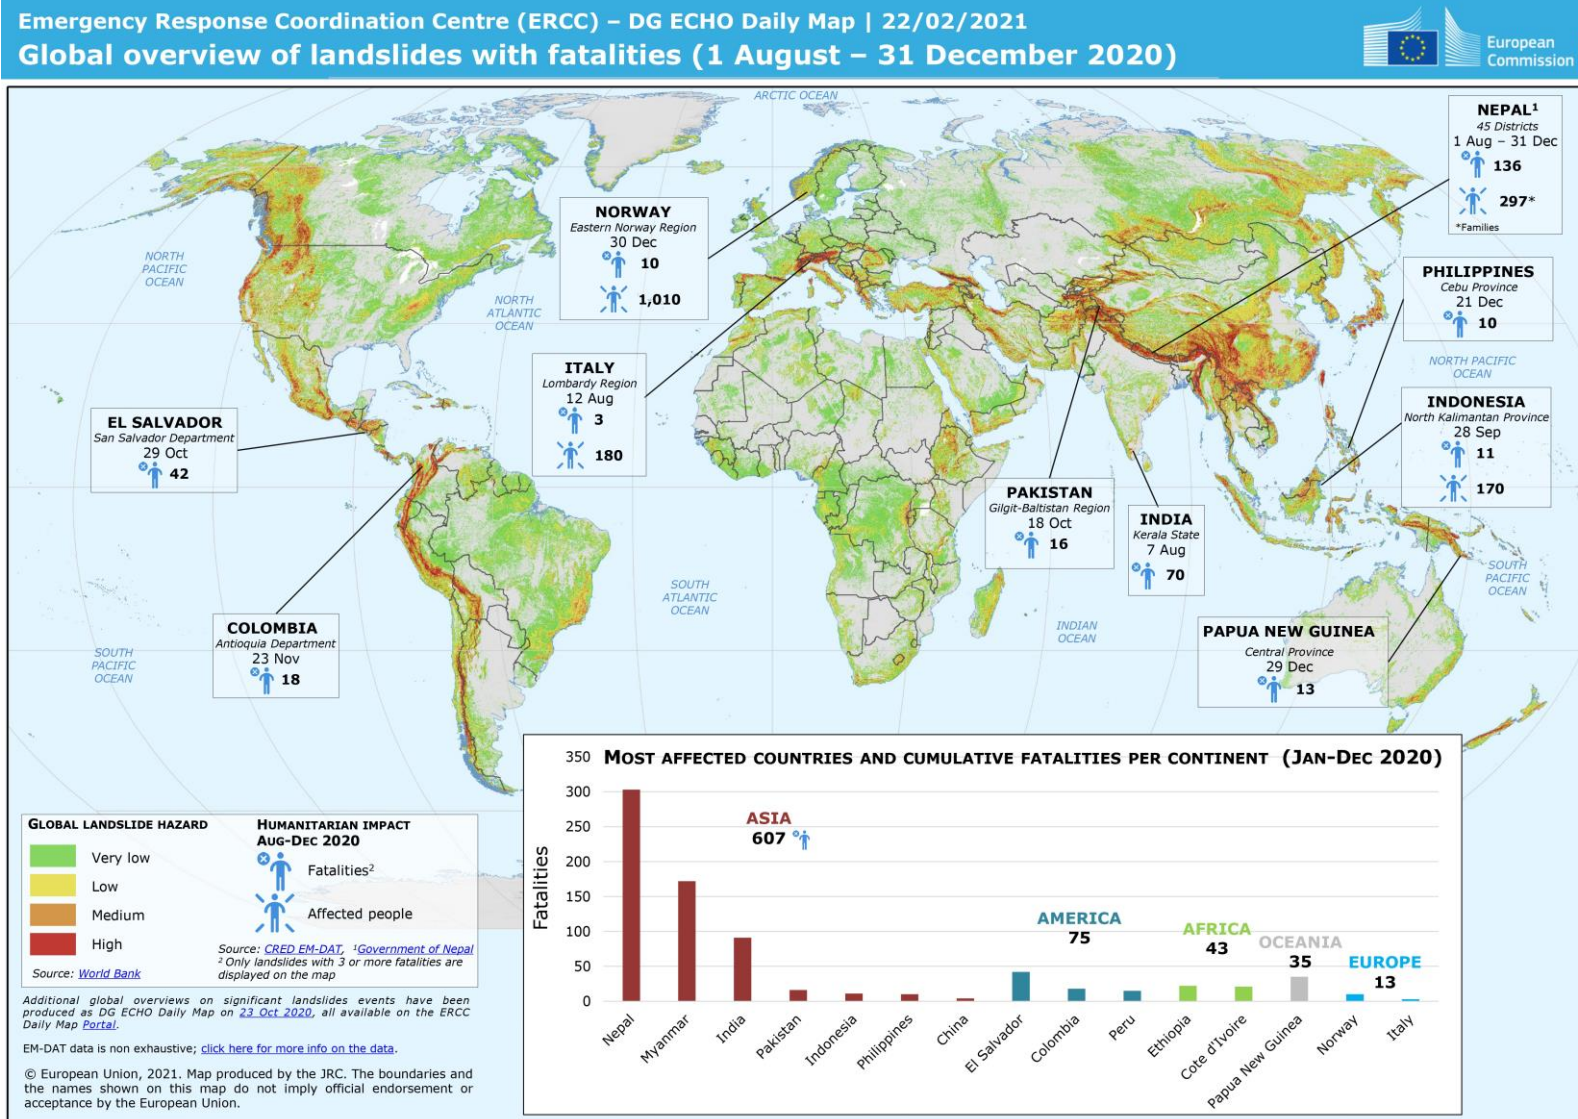 Emergency Response Coordination Centre (ERCC) – DG ECHO Daily Map | 22/02/2021
Global overview of landslides with fatalities (1 August – 31 December 2020)
European
Commission
ARCTIC OCEAN
NORTH
PACIFIC
OCEAN
NORTH
ATLANTIC
OCEAN
NORTH PACIFIC
OCEAN
SOUTH
PACIFIC
OCEAN
SOUTH
ATLANTIC
OCEAN
INDIAN
OCEAN
SOUTH
PACIFIC
OCEAN
NEPAL¹
45 Districts
1 Aug – 31 Dec
136
297*
*Families
NORWAY
Eastern Norway Region
30 Dec
10
1,010
PHILIPPINES
Cebu Province
21 Dec
10
ITALY
Lombardy Region
12 Aug
3
180
INDONESIA
North Kalimantan Province
28 Sep
11
170
EL SALVADOR
San Salvador Department
29 Oct
42
PAKISTAN
Gilgit-Baltistan Region
18 Oct
16
INDIA
Kerala State
7 Aug
70
COLOMBIA
Antioquia Department
23 Nov
18
PAPUA NEW GUINEA
Central Province
29 Dec
13
GLOBAL LANDSLIDE HAZARD
Very low
Low
Medium
High
Source: World Bank
HUMANITARIAN IMPACT
AUG-DEC 2020
Fatalities²
Affected people
Source: CRED EM-DAT, ¹Government of Nepal
² Only landslides with 3 or more fatalities are
displayed on the map
Additional global overviews on significant landslides events have been
produced as DG ECHO Daily Map on 23 Oct 2020, all available on the ERCC
Daily Map Portal.
EM-DAT data is non exhaustive; click here for more info on the data.
© European Union, 2021. Map produced by the JRC. The boundaries and
the names shown on this map do not imply official endorsement or
acceptance by the European Union.
MOST AFFECTED COUNTRIES AND CUMULATIVE FATALITIES PER CONTINENT (JAN-DEC 2020)
Fatalities
350
300
250
200
150
100
50
0
ASIA
607
AMERICA
75
AFRICA
43
OCEANIA
35
EUROPE
13
Nepal
Myanmar
India
Pakistan
Indonesia
Philippines
China
El Salvador
Colombia
Peru
Ethiopia
Cote d'Ivoire
Papua New Guinea
Norway
Italy